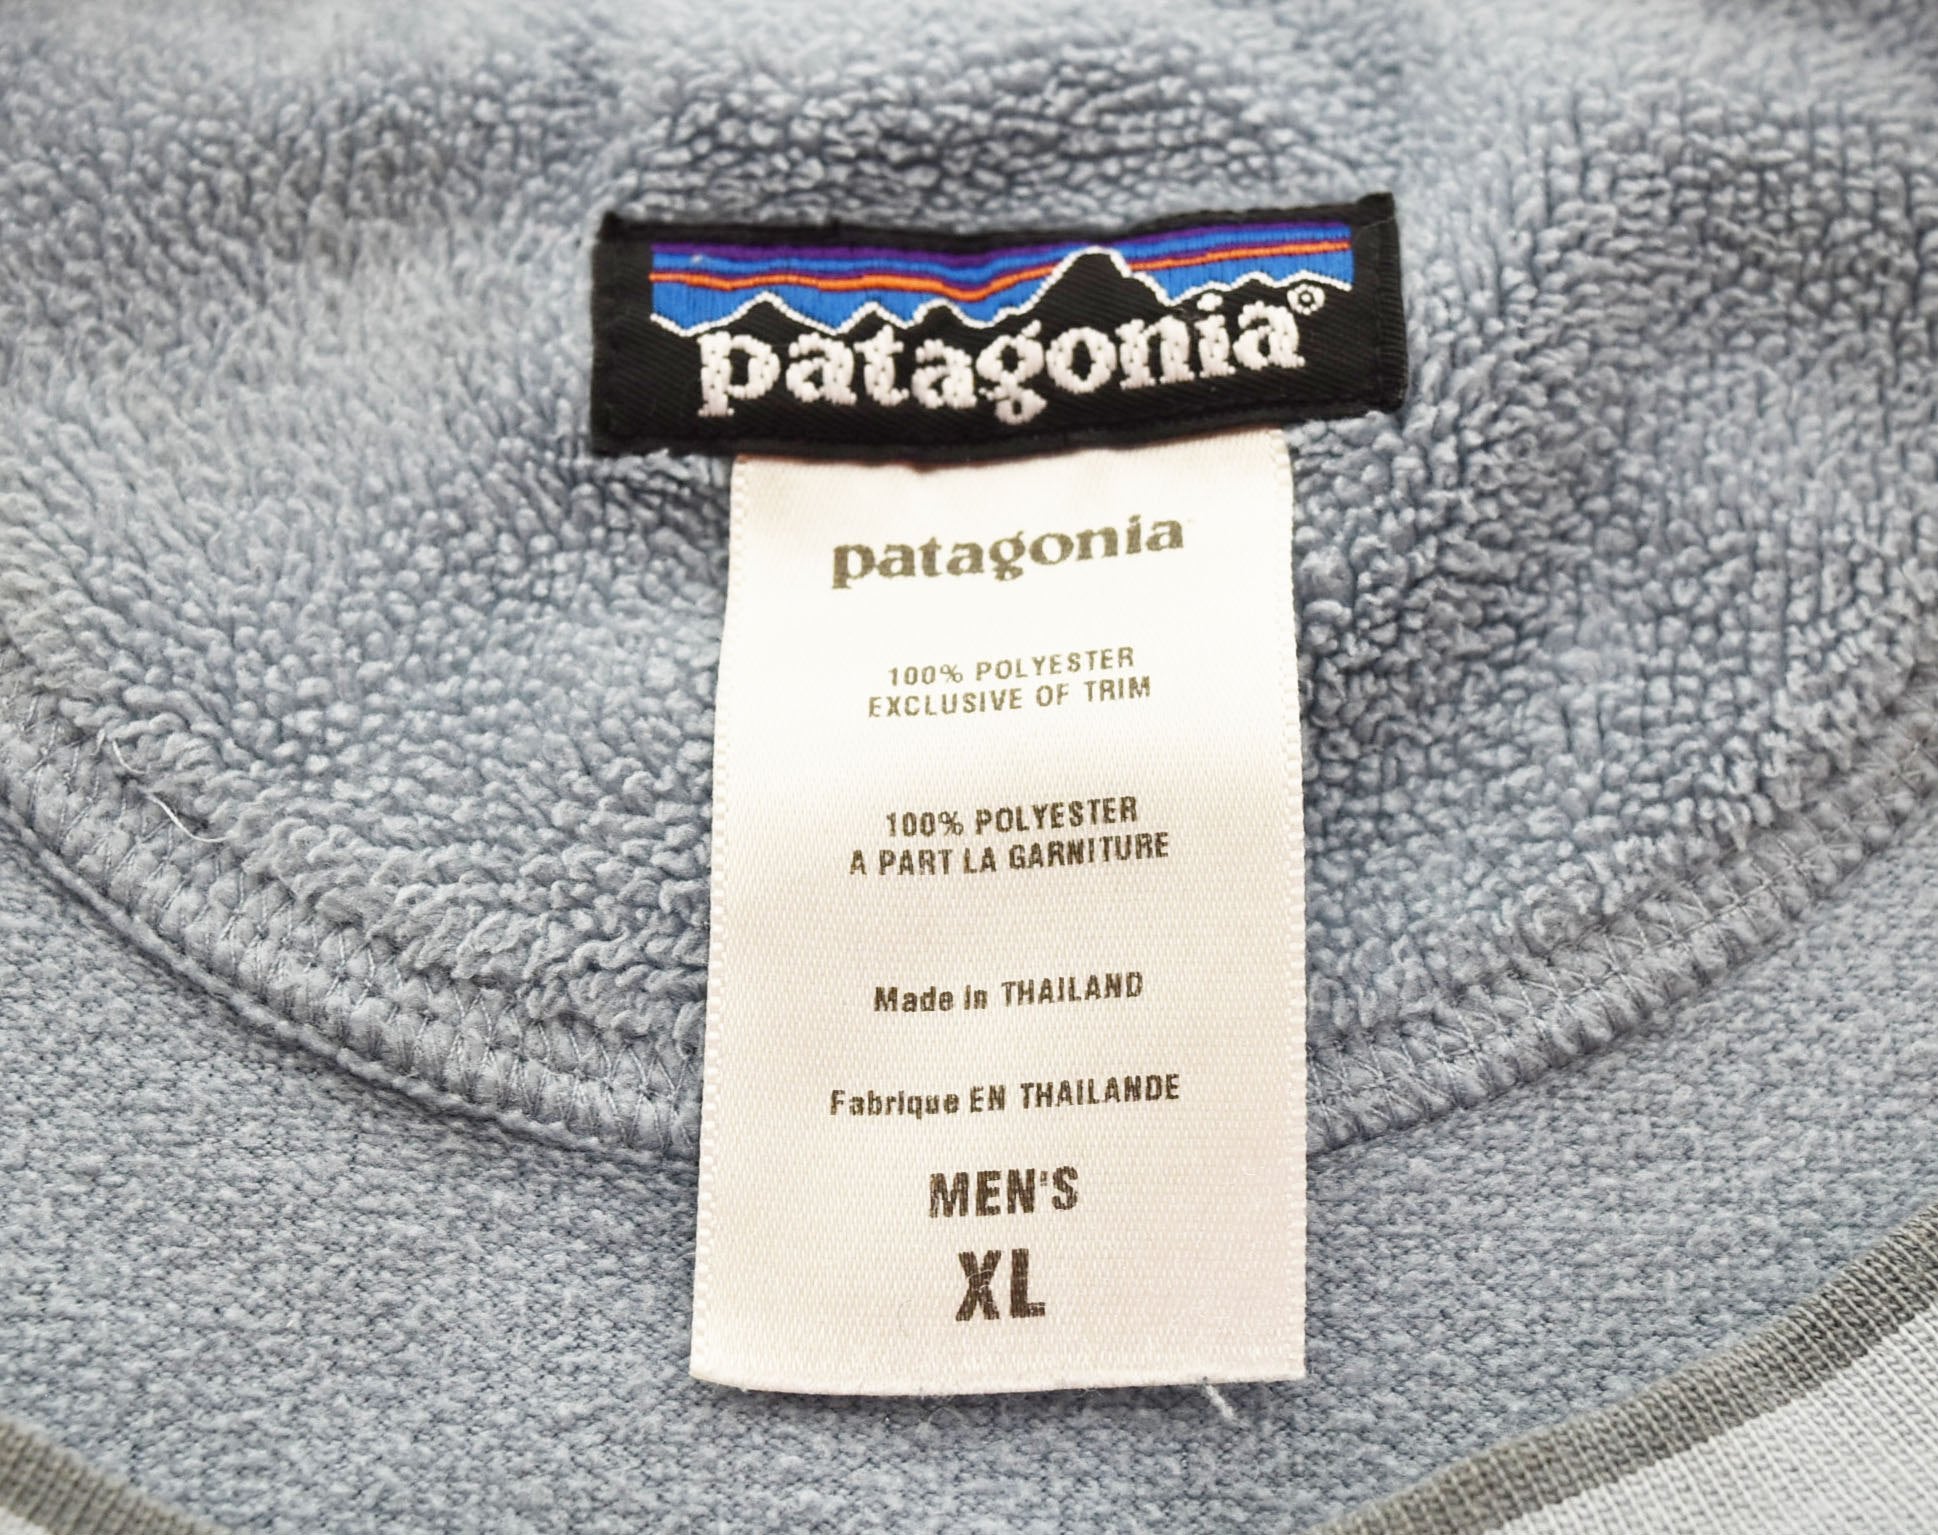 patagonia®
patagonia
100% POLYESTER
EXCLUSIVE OF TRIM
100% POLYESTER
A PART LA GARNITURE
Made in THAILAND
Fabrique EN THAILANDE
MEN'S
XL